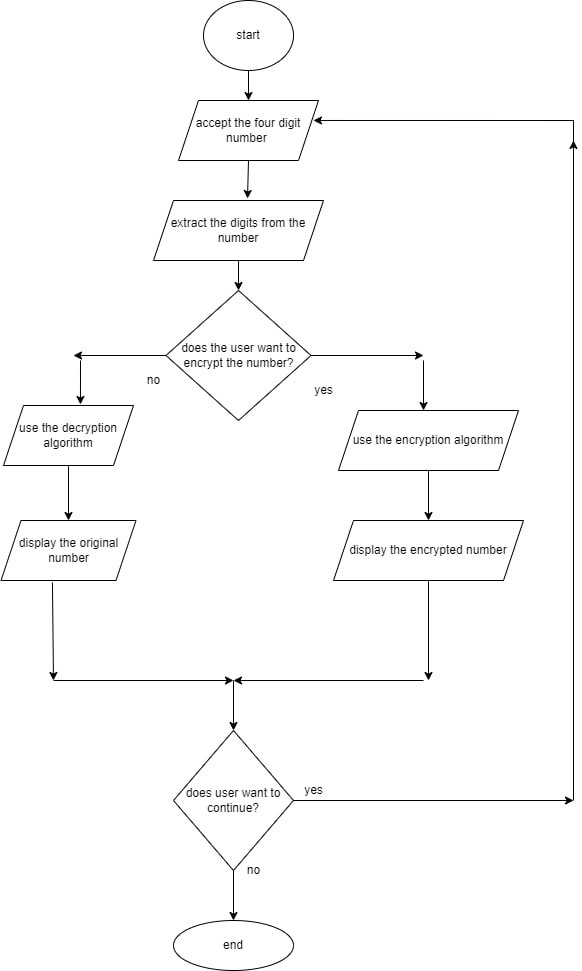 start
accept the four digit
number
extract the digits from the
number
does the user want to
encrypt the number?
no
yes
use the decryption
algorithm
use the encryption algorithm
display the original
number
display the encrypted number
does user want to
continue?
yes
no
end